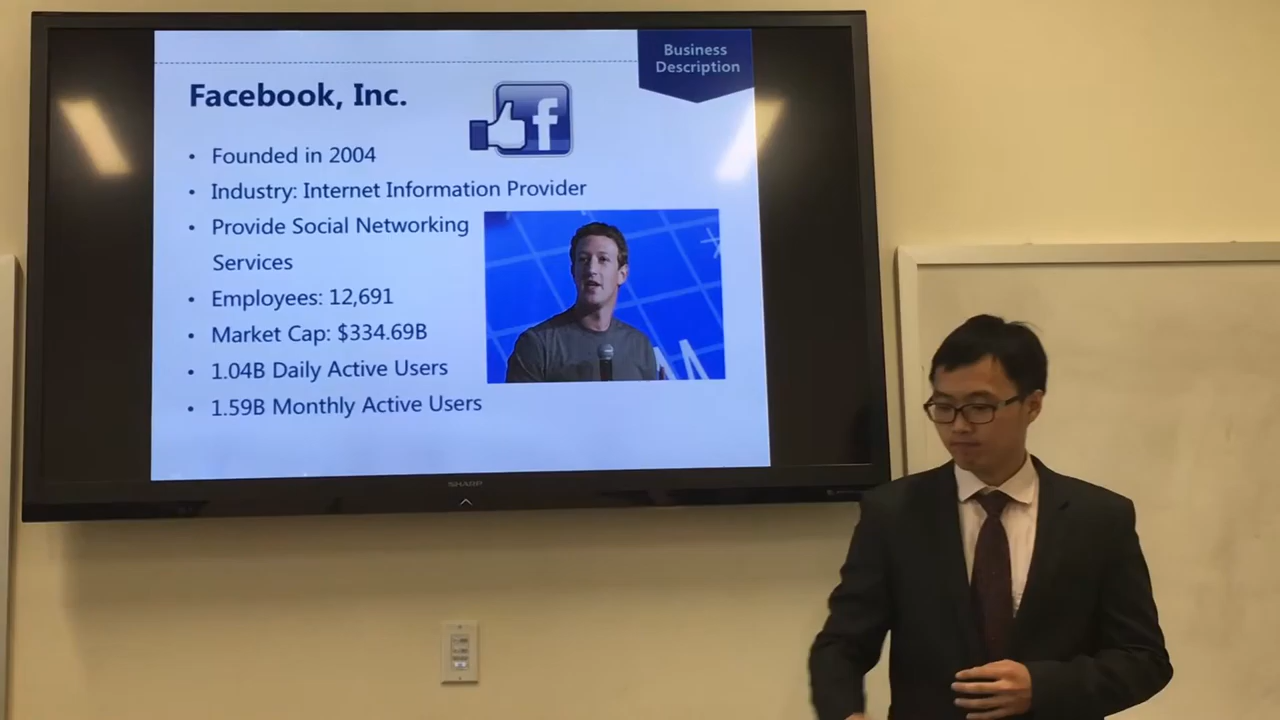 Business
Description
Facebook, Inc.
f
• Founded in 2004
• Industry: Internet Information Provider
• Provide Social Networking
Services
• Employees: 12,691
• Market Cap: $334.69B
• 1.04B Daily Active Users
• 1.59B Monthly Active Users
SHARP